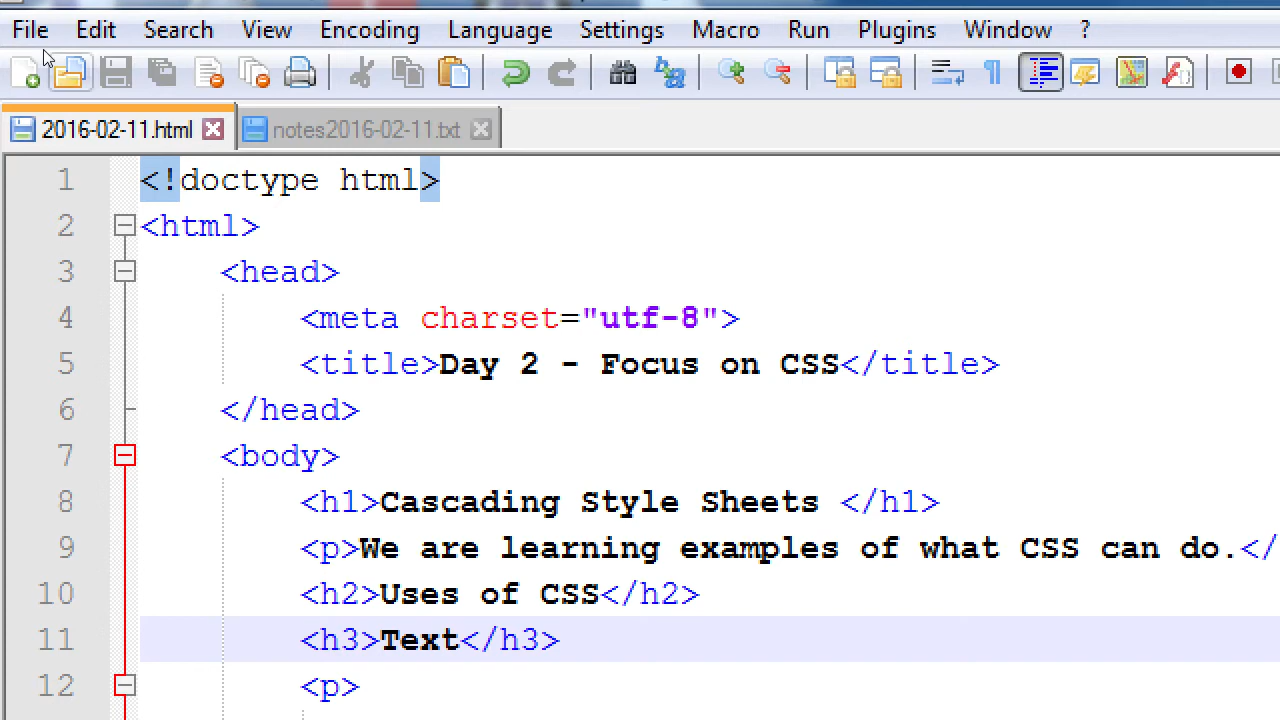 File Edit Search View Encoding Language Settings Macro Run Plugins Window ?
2016-02-11.html notes2016-02-11.txt
1 <!doctype html>
2 <html>
3 <head>
4 <meta charset="utf-8">
5 <title>Day 2 - Focus on CSS</title>
6 </head>
7 <body>
8 <h1>Cascading Style Sheets </h1>
9 <p>We are learning examples of what CSS can do.</
10 <h2>Uses of CSS</h2>
11 <h3>Text</h3>
12 <p>